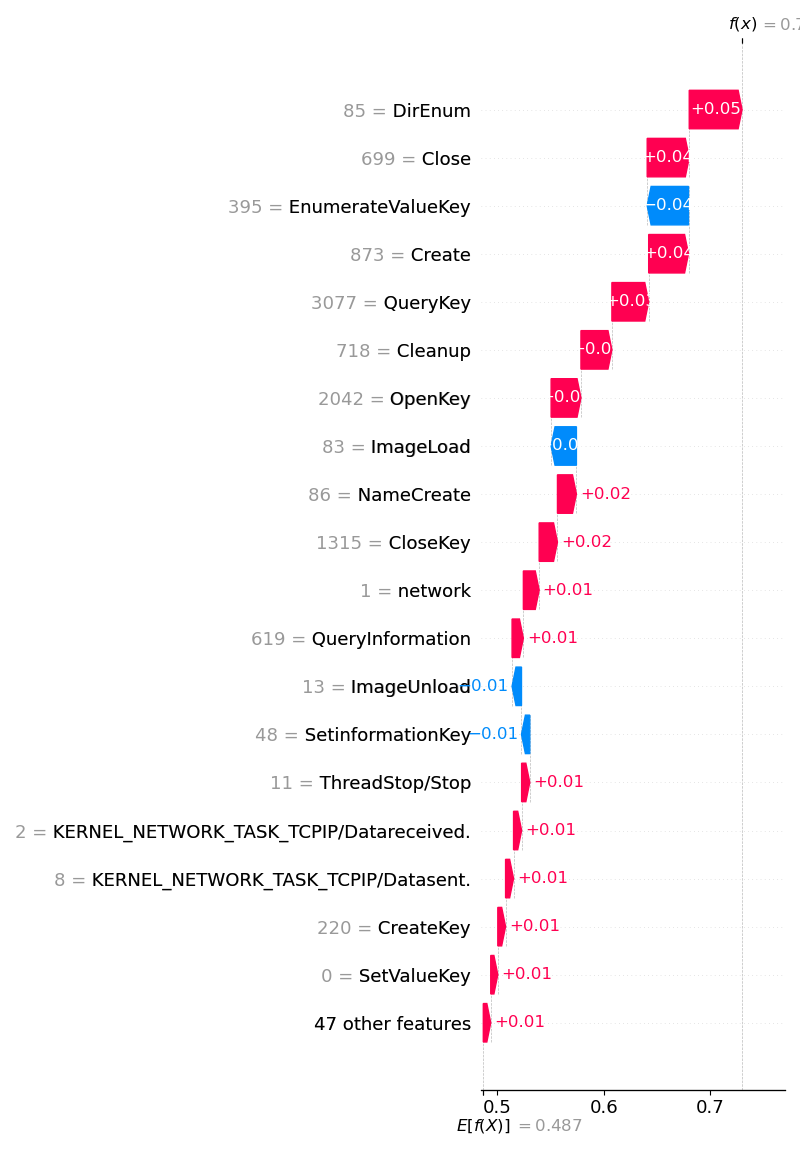 f(x) = 0.7
85 = DirEnum +0.05
699 = Close +0.04
395 = EnumerateValueKey −0.04
873 = Create +0.04
3077 = QueryKey
718 = Cleanup
2042 = OpenKey
83 = ImageLoad
86 = NameCreate +0.02
1315 = CloseKey +0.02
1 = network +0.01
619 = QueryInformation +0.01
13 = ImageUnload 0.01
48 = SetinformationKey −0.01
11 = ThreadStop/Stop +0.01
2 = KERNEL_NETWORK_TASK_TCPIP/Datareceived. +0.01
8 = KERNEL_NETWORK_TASK_TCPIP/Datasent. +0.01
220 = CreateKey +0.01
0 = SetValueKey +0.01
47 other features +0.01
0.5 0.6 0.7
E[f(X)] = 0.487